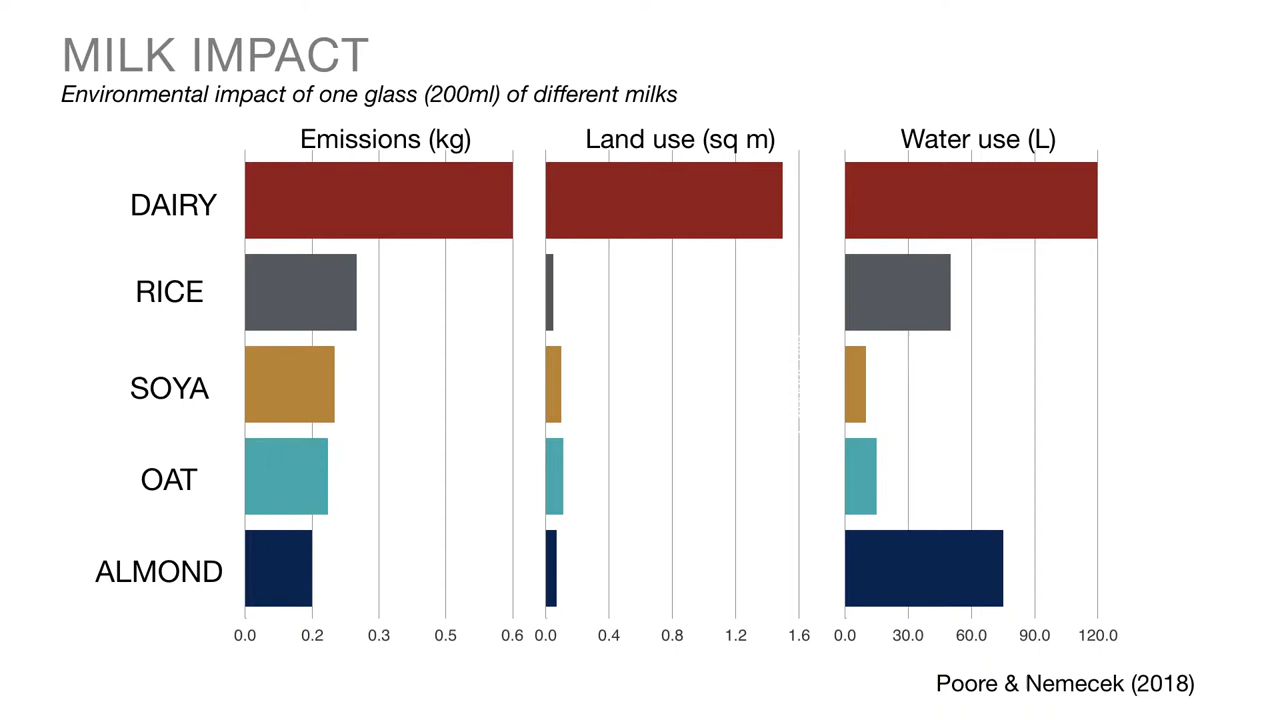 MILK IMPACT
Environmental impact of one glass (200ml) of different milks
Emissions (kg) Land use (sq m) Water use (L)
DAIRY
RICE
SOYA
OAT
ALMOND
0.0 0.2 0.3 0.5 0.6 0.0 0.4 0.8 1.2 1.6 0.0 30.0 60.0 90.0 120.0
Poore & Nemecek (2018)